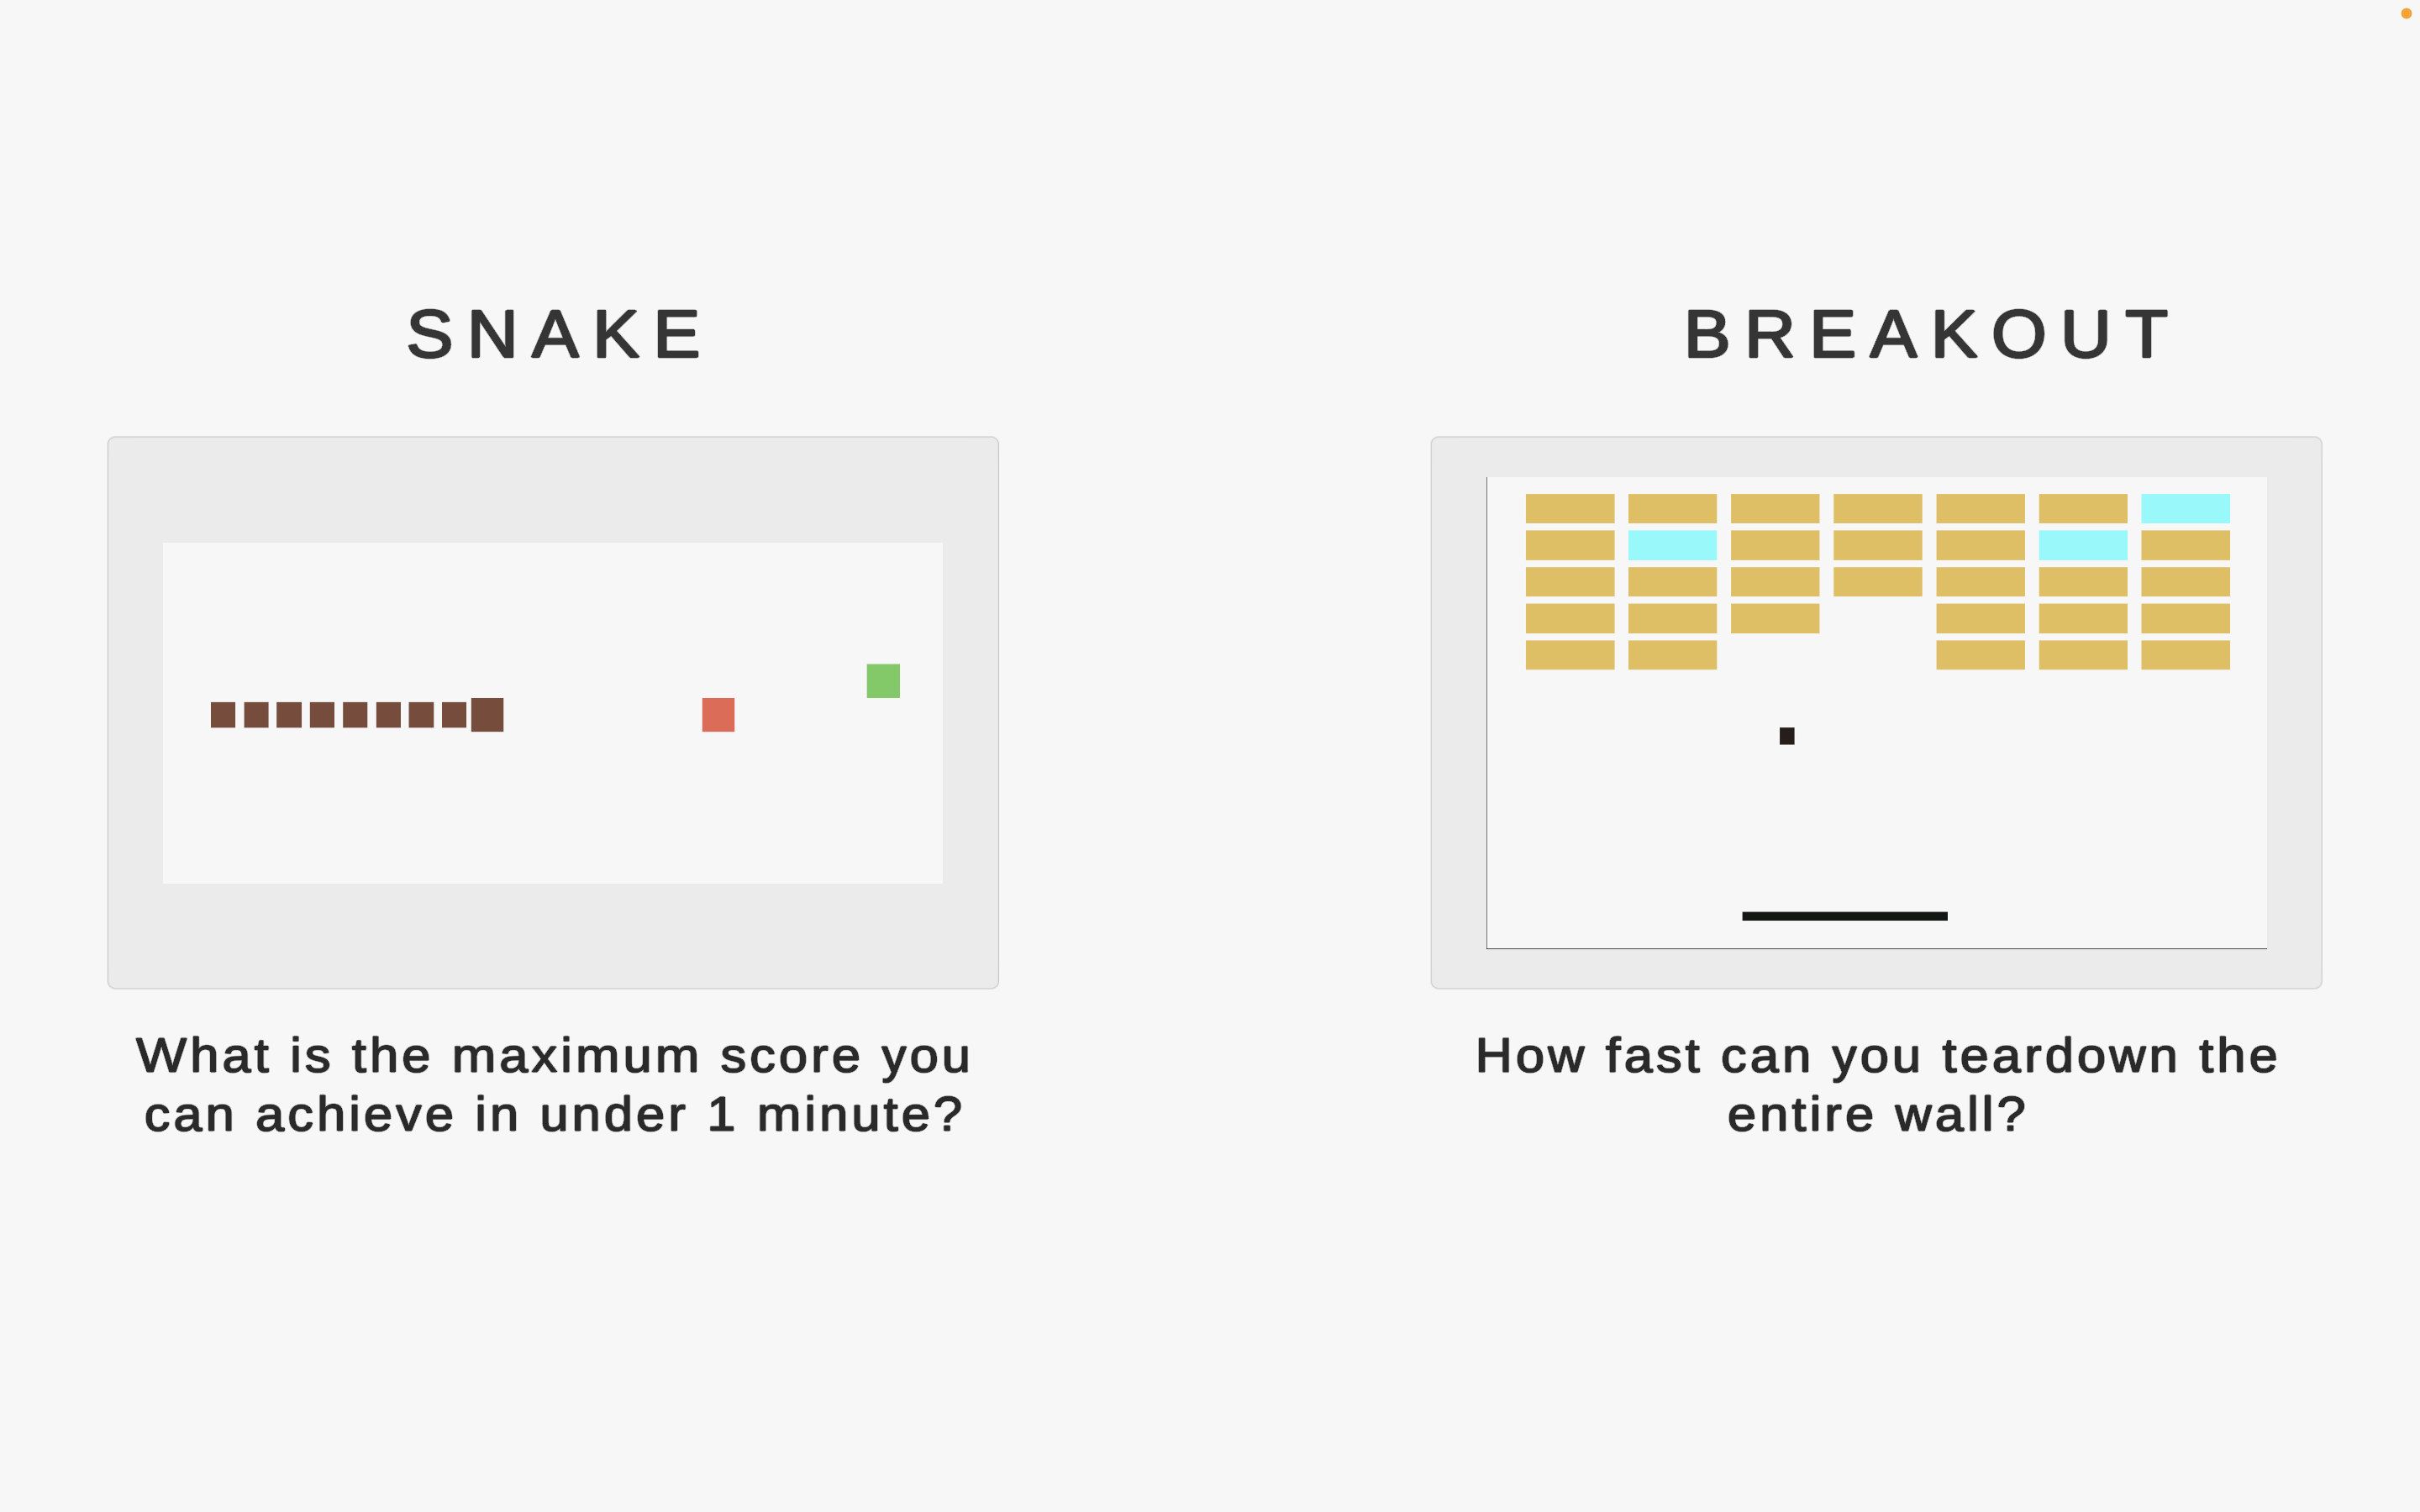 SNAKE
What is the maximum score you
can achieve in under 1 minute?
BREAKOUT
How fast can you teardown the
entire wall?